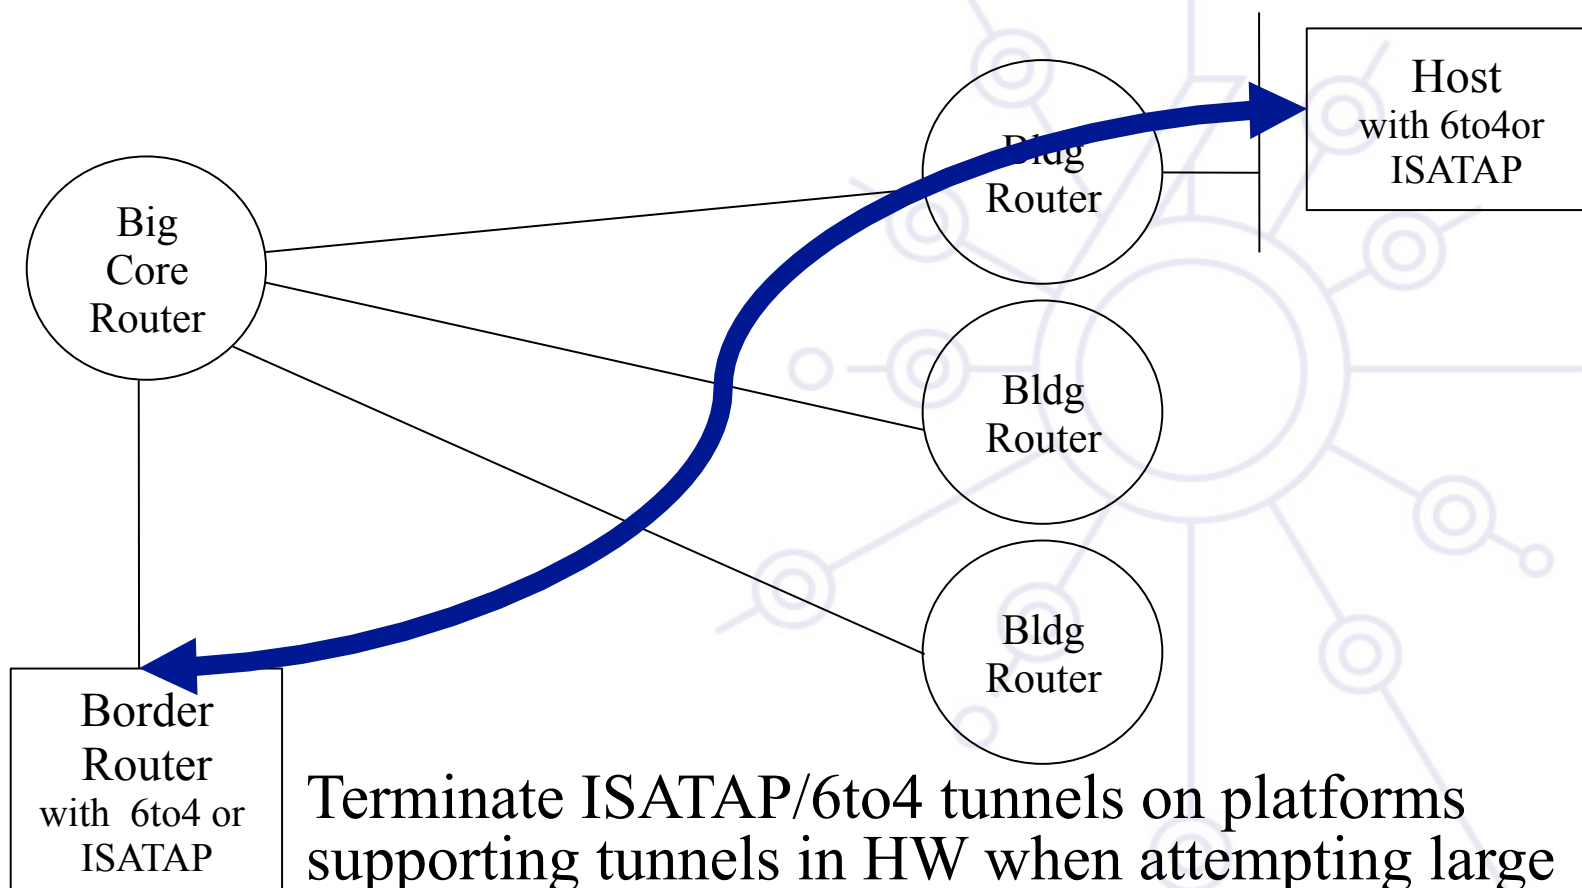 Host
with 6to4or
ISATAP
Bldg
Router
Big
Core
Router
Bldg
Router
Bldg
Router
Border
Router
with 6to4 or
ISATAP
Terminate ISATAP/6to4 tunnels on platforms
supporting tunnels in HW when attempting large